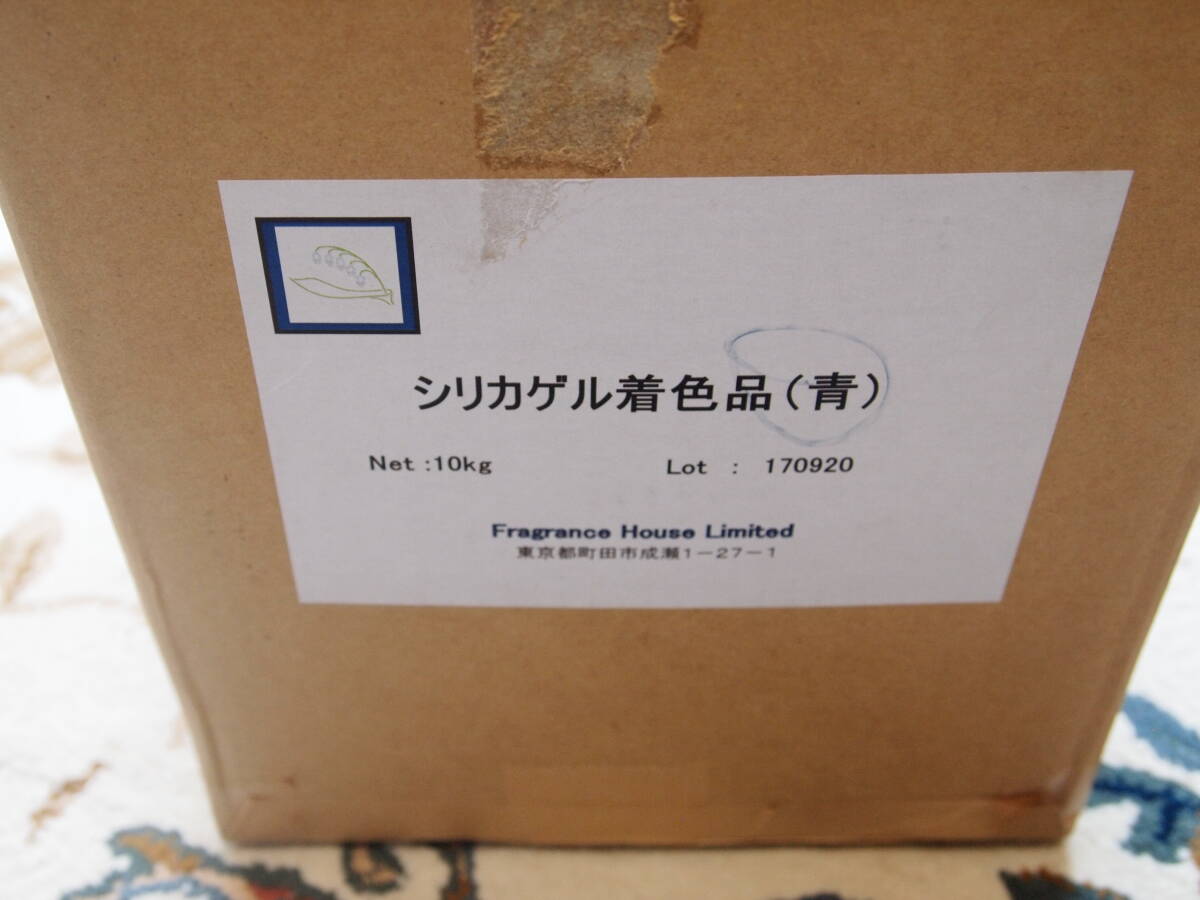 シリカゲル着色品(青)
Net :10kg Lot : 170920
Fragrance House Limited
東京都町田市成瀬1-27-1